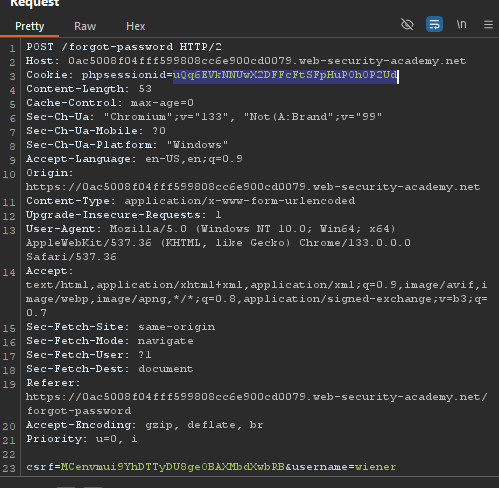 Request
Pretty Raw Hex
\n
1 POST /forgot-password HTTP/2
2 Host: 0ac5008f04fff599808cc6e900cd0079.web-security-academy.net
3 Cookie: phpsessionid=uQq6EVkNNUwX2DFFcFtSFpHuP0h0P2Ud
4 Content-Length: 53
5 Cache-Control: max-age=0
6 Sec-Ch-Ua: "Chromium";v="133", "Not(A:Brand";v="99"
7 Sec-Ch-Ua-Mobile: ?0
8 Sec-Ch-Ua-Platform: "Windows"
9 Accept-Language: en-US,en;q=0.9
10 Origin:
https://0ac5008f04fff599808cc6e900cd0079.web-security-academy.net
11 Content-Type: application/x-www-form-urlencoded
12 Upgrade-Insecure-Requests: 1
13 User-Agent: Mozilla/5.0 (Windows NT 10.0; Win64; x64)
AppleWebKit/537.36 (KHTML, like Gecko) Chrome/133.0.0.0
Safari/537.36
14 Accept:
text/html,application/xhtml+xml,application/xml;q=0.9,image/avif,i
mage/webp,image/apng,*/*;q=0.8,application/signed-exchange;v=b3;q=
0.7
15 Sec-Fetch-Site: same-origin
16 Sec-Fetch-Mode: navigate
17 Sec-Fetch-User: ?1
18 Sec-Fetch-Dest: document
19 Referer:
https://0ac5008f04fff599808cc6e900cd0079.web-security-academy.net/
forgot-password
20 Accept-Encoding: gzip, deflate, br
21 Priority: u=0, i
22
23 csrf=MCenvmui9YhDTTyDU8ge0BAXMbdXwbRB&username=wiener